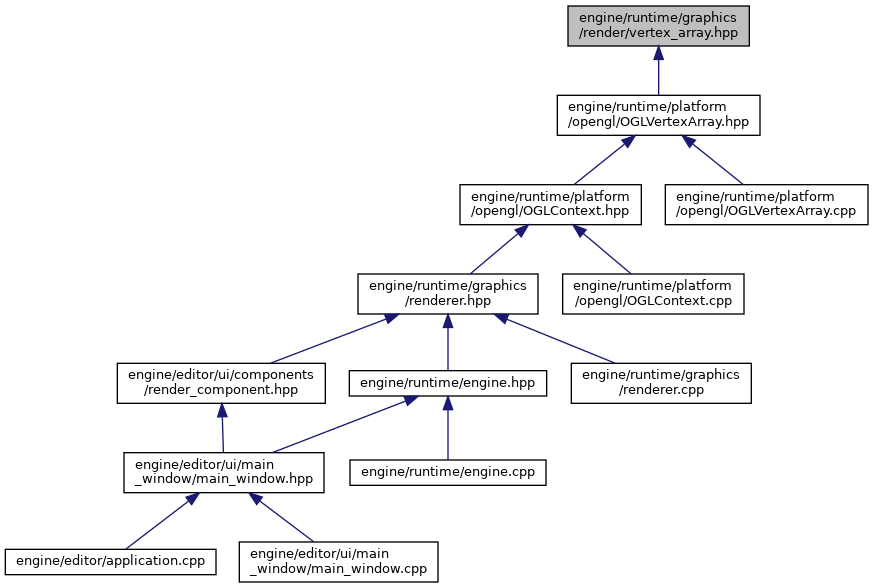 engine/runtime/graphics
/render/vertex_array.hpp
engine/runtime/platform
/opengl/OGLVertexArray.hpp
engine/runtime/platform
/opengl/OGLContext.hpp
engine/runtime/platform
/opengl/OGLVertexArray.cpp
engine/runtime/graphics
/renderer.hpp
engine/runtime/platform
/opengl/OGLContext.cpp
engine/editor/ui/components
/render_component.hpp
engine/runtime/engine.hpp
engine/runtime/graphics
/renderer.cpp
engine/editor/ui/main
_window/main_window.hpp
engine/runtime/engine.cpp
engine/editor/application.cpp
engine/editor/ui/main
_window/main_window.cpp